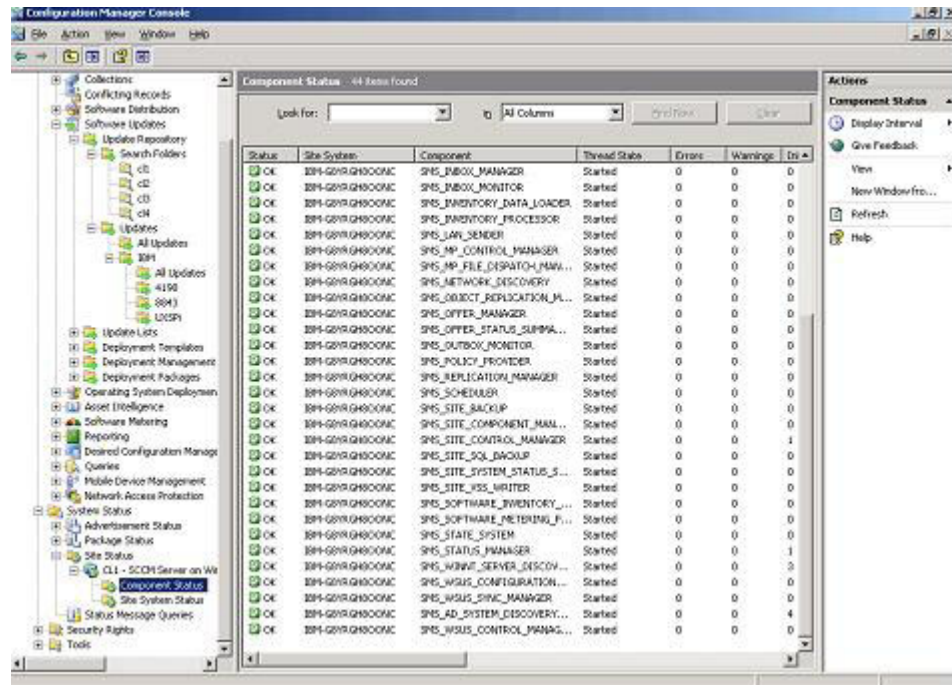 Configuration Manager Console
File Action View Window Help
Collections
Conflicting Records
Software Distribution
Software Updates
Update Repository
Search Folders
cl1
cl2
cl3
cl4
Updates
All Updates
IBM
All Updates
4190
8843
UXSPi
Update Lists
Deployment Templates
Deployment Management
Deployment Packages
Operating System Deploymen
Asset Intelligence
Software Metering
Reporting
Desired Configuration Manage
Queries
Mobile Device Management
Network Access Protection
System Status
Advertisement Status
Package Status
Site Status
CL1 - SCCM Server on Wi
Component Status
Site System Status
Status Message Queries
Security Rights
Tools
Component Status 44 items found
Look for: in All Columns Find Now Clear
Status Site System Component Thread State Errors Warnings
OK SMS_INBOX_MANAGER Started 0 0 0
OK SMS_INBOX_MONITOR Started 0 0 0
OK SMS_INVENTORY_DATA_LOADER Started 0 0 0
OK SMS_INVENTORY_PROCESSOR Started 0 0 0
OK SMS_LAN_SENDER Started 0 0 0
OK SMS_MP_CONTROL_MANAGER Started 0 0 0
OK SMS_MP_FILE_DISPATCH_MAN... Started 0 0 0
OK SMS_NETWORK_DISCOVERY Started 0 0 0
OK SMS_OBJECT_REPLICATION_M... Started 0 0 0
OK SMS_OFFER_MANAGER Started 0 0 0
OK SMS_OFFER_STATUS_SUMMA... Started 0 0 0
OK SMS_OUTBOX_MONITOR Started 0 0 0
OK SMS_POLICY_PROVIDER Started 0 0 0
OK SMS_REPLICATION_MANAGER Started 0 0 0
OK SMS_SCHEDULER Started 0 0 0
OK SMS_SITE_BACKUP Started 0 0 0
OK SMS_SITE_COMPONENT_MAN... Started 0 0 0
OK SMS_SITE_CONTROL_MANAGER Started 0 0 1
OK SMS_SITE_SQL_BACKUP Started 0 0 0
OK SMS_SITE_SYSTEM_STATUS_S... Started 0 0 0
OK SMS_SITE_VSS_WRITER Started 0 0 0
OK SMS_SOFTWARE_INVENTORY_... Started 0 0 0
OK SMS_SOFTWARE_METERING_P... Started 0 0 0
OK SMS_STATE_SYSTEM Started 0 0 0
OK SMS_STATUS_MANAGER Started 0 0 1
OK SMS_WINNT_SERVER_DISCOV... Started 0 0 3
OK SMS_WSUS_CONFIGURATION... Started 0 0 0
OK SMS_WSUS_SYNC_MANAGER Started 0 0 0
OK SMS_AD_SYSTEM_DISCOVERY... Started 0 0 4
OK SMS_WSUS_CONTROL_MANAG... Started 0 0 0
Actions
Component Status
Display Interval
Give Feedback
View
New Window fro...
Refresh
Help